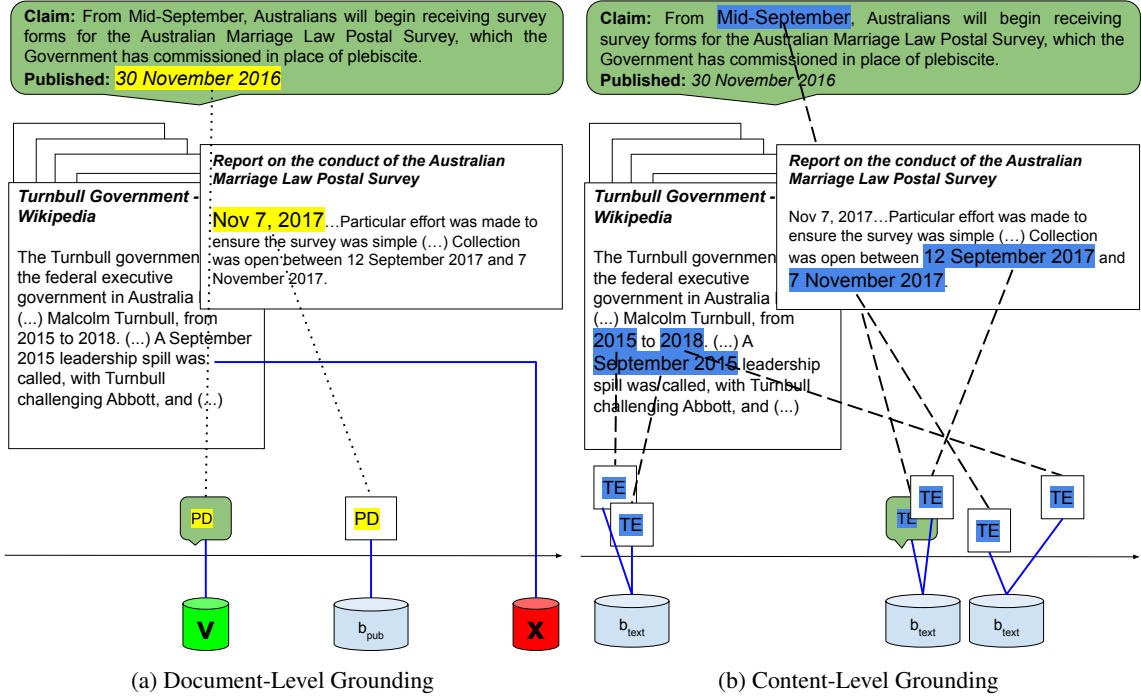 Claim: From Mid-September, Australians will begin receiving survey
forms for the Australian Marriage Law Postal Survey, which the
Government has commissioned in place of plebiscite.
Published: 30 November 2016
Report on the conduct of the Australian
Marriage Law Postal Survey
Nov 7, 2017...Particular effort was made to
ensure the survey was simple (...) Collection
was open between 12 September 2017 and 7
November 2017.
Turnbull Government -
Wikipedia
The Turnbull government
the federal executive
government in Australia
(...) Malcolm Turnbull, from
2015 to 2018. (...) A September
2015 leadership spill was
called, with Turnbull
challenging Abbott, and (...)
PD
PD
V
b_pub
X
(a) Document-Level Grounding
Claim: From Mid-September, Australians will begin receiving
survey forms for the Australian Marriage Law Postal Survey, which the
Government has commissioned in place of plebiscite.
Published: 30 November 2016
Report on the conduct of the Australian
Marriage Law Postal Survey
Nov 7, 2017...Particular effort was made to
ensure the survey was simple (...) Collection
was open between 12 September 2017 and
7 November 2017.
Turnbull Government -
Wikipedia
The Turnbull government
the federal executive
government in Australia
(...) Malcolm Turnbull, from
2015 to 2018. (...) A
September 2015 leadership
spill was called, with Turnbull
challenging Abbott, and (...)
TE
TE
TE
TE
TE
TE
b_text
b_text
b_text
(b) Content-Level Grounding